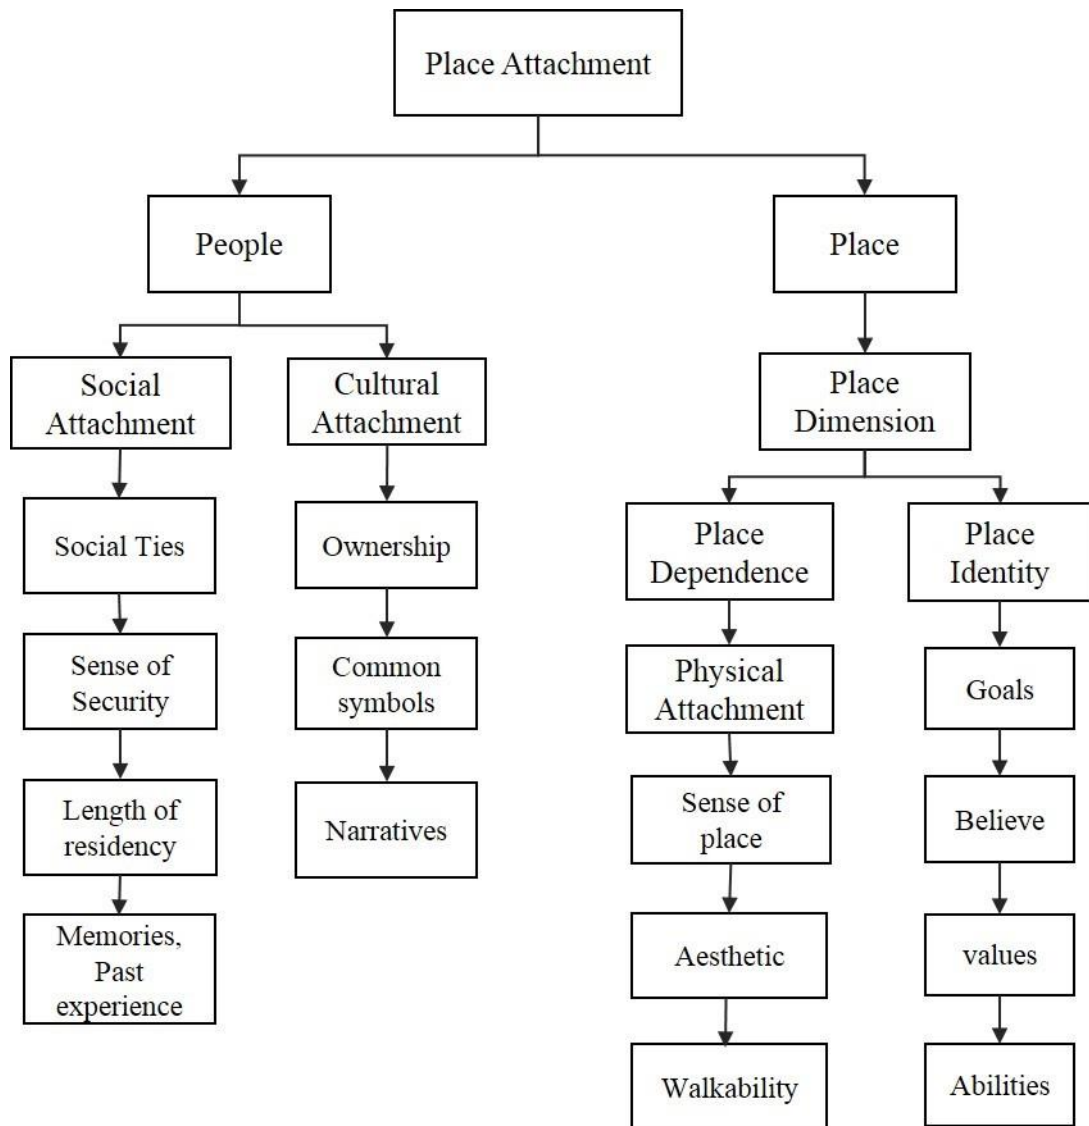 Place Attachment
People
Place
Social
Attachment
Cultural
Attachment
Place
Dimension
Social Ties
Ownership
Place
Dependence
Place
Identity
Sense of
Security
Common
symbols
Physical
Attachment
Goals
Length of
residency
Narratives
Sense of
place
Believe
Memories,
Past
experience
Aesthetic
values
Walkability
Abilities